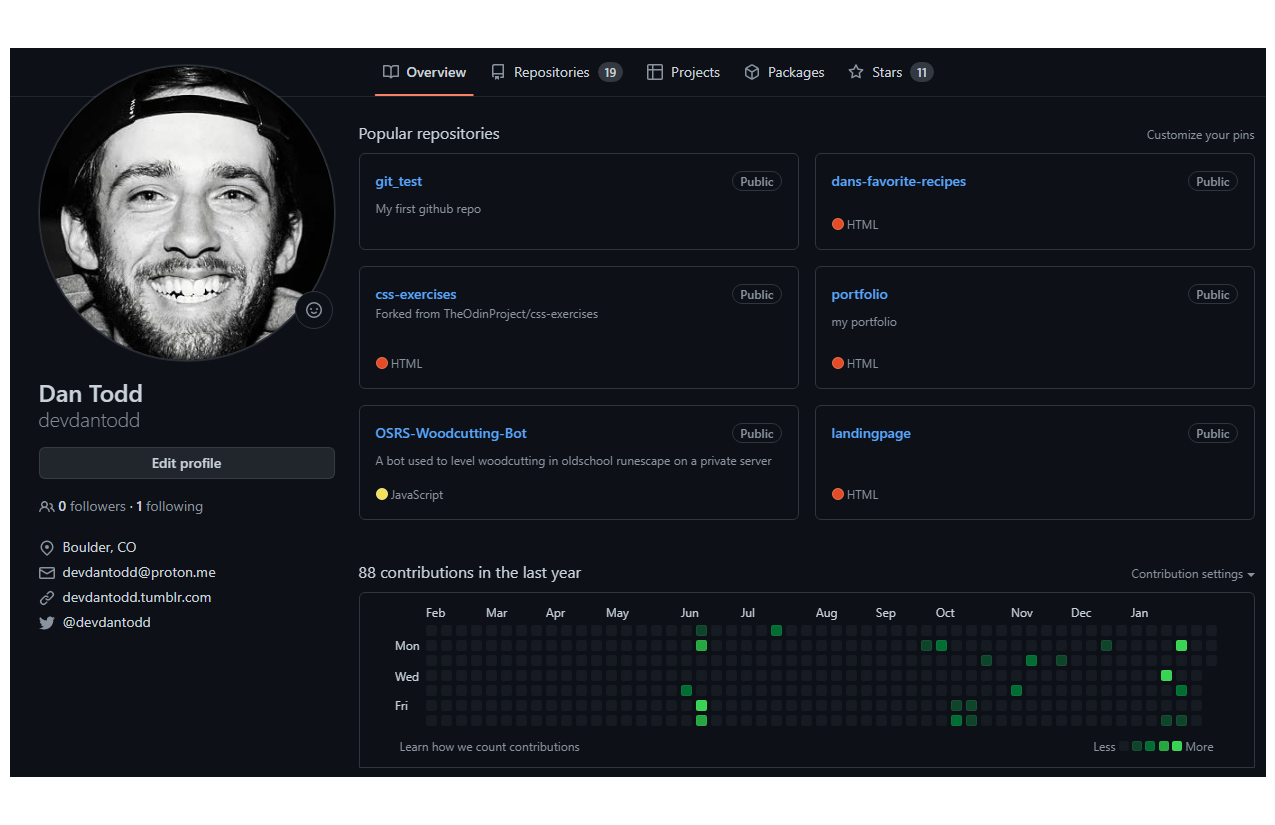 Overview Repositories 19 Projects Packages Stars 11
Dan Todd
devdantodd
Edit profile
0 followers · 1 following
Boulder, CO
devdantodd@proton.me
devdantodd.tumblr.com
@devdantodd
Popular repositories Customize your pins
git_test Public
My first github repo
dans-favorite-recipes Public
HTML
css-exercises Public
Forked from TheOdinProject/css-exercises
HTML
portfolio Public
my portfolio
HTML
OSRS-Woodcutting-Bot Public
A bot used to level woodcutting in oldschool runescape on a private server
JavaScript
landingpage Public
HTML
88 contributions in the last year Contribution settings
Feb Mar Apr May Jun Jul Aug Sep Oct Nov Dec Jan
Mon
Wed
Fri
Learn how we count contributions Less More